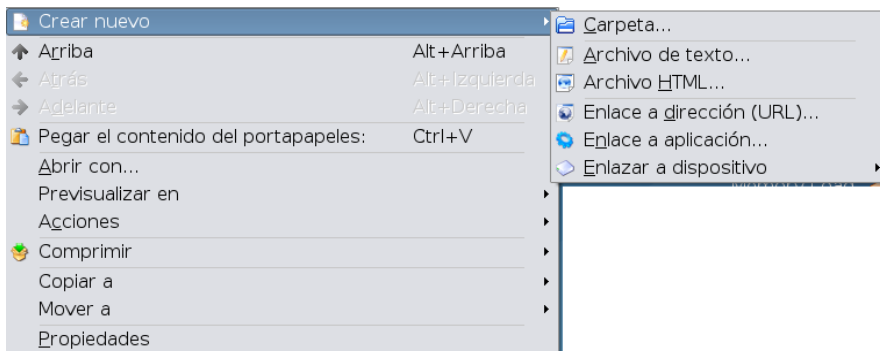 Crear nuevo
Arriba Alt+Arriba
Atrás Alt+Izquierda
Adelante Alt+Derecha
Pegar el contenido del portapapeles: Ctrl+V
Abrir con...
Previsualizar en
Acciones
Comprimir
Copiar a
Mover a
Propiedades
Carpeta...
Archivo de texto...
Archivo HTML...
Enlace a dirección (URL)...
Enlace a aplicación...
Enlazar a dispositivo